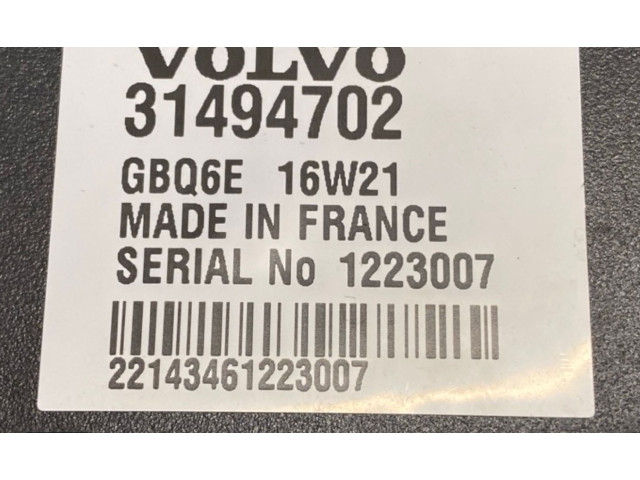 VOLVO
31494702
GBQ6E 16W21
MADE IN FRANCE
SERIAL No 1223007
22143461223007